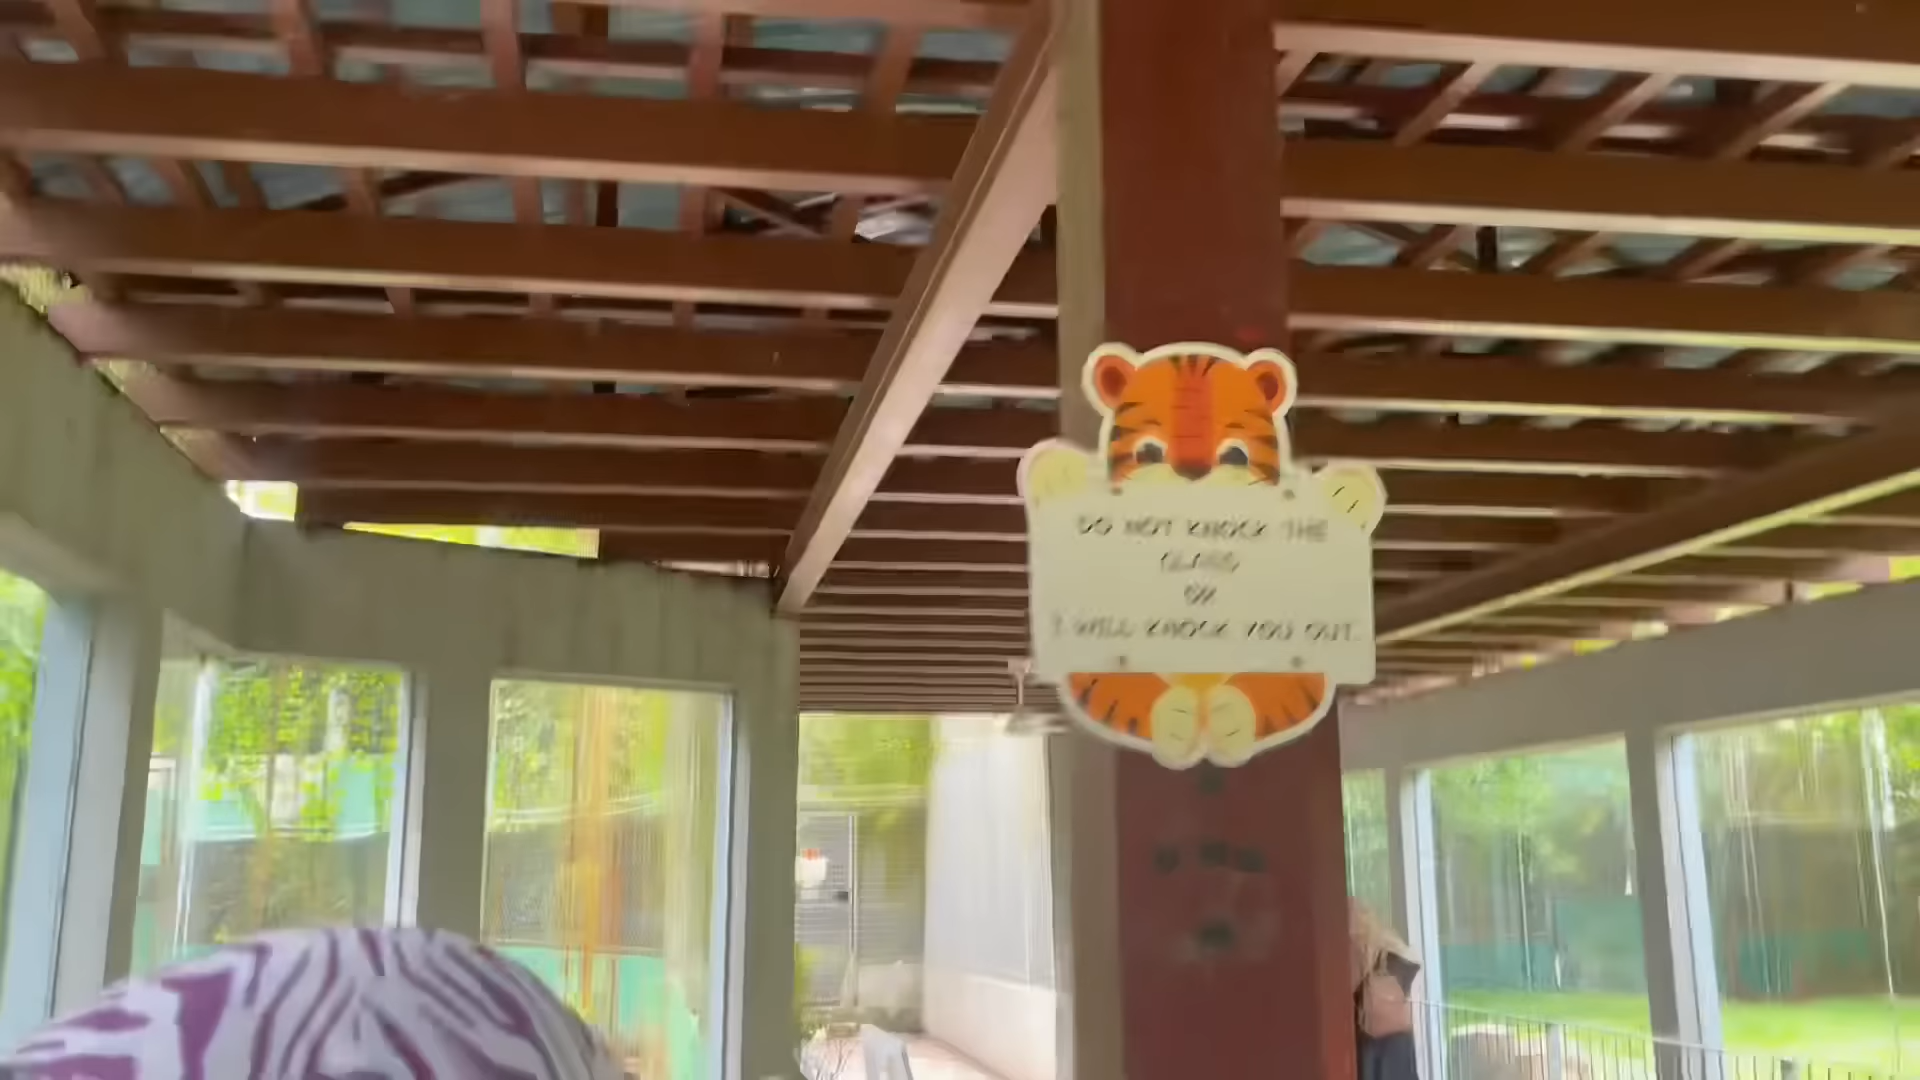 DO NOT KNOCK THE
GLASS
OR
I WILL KNOCK YOU OUT.